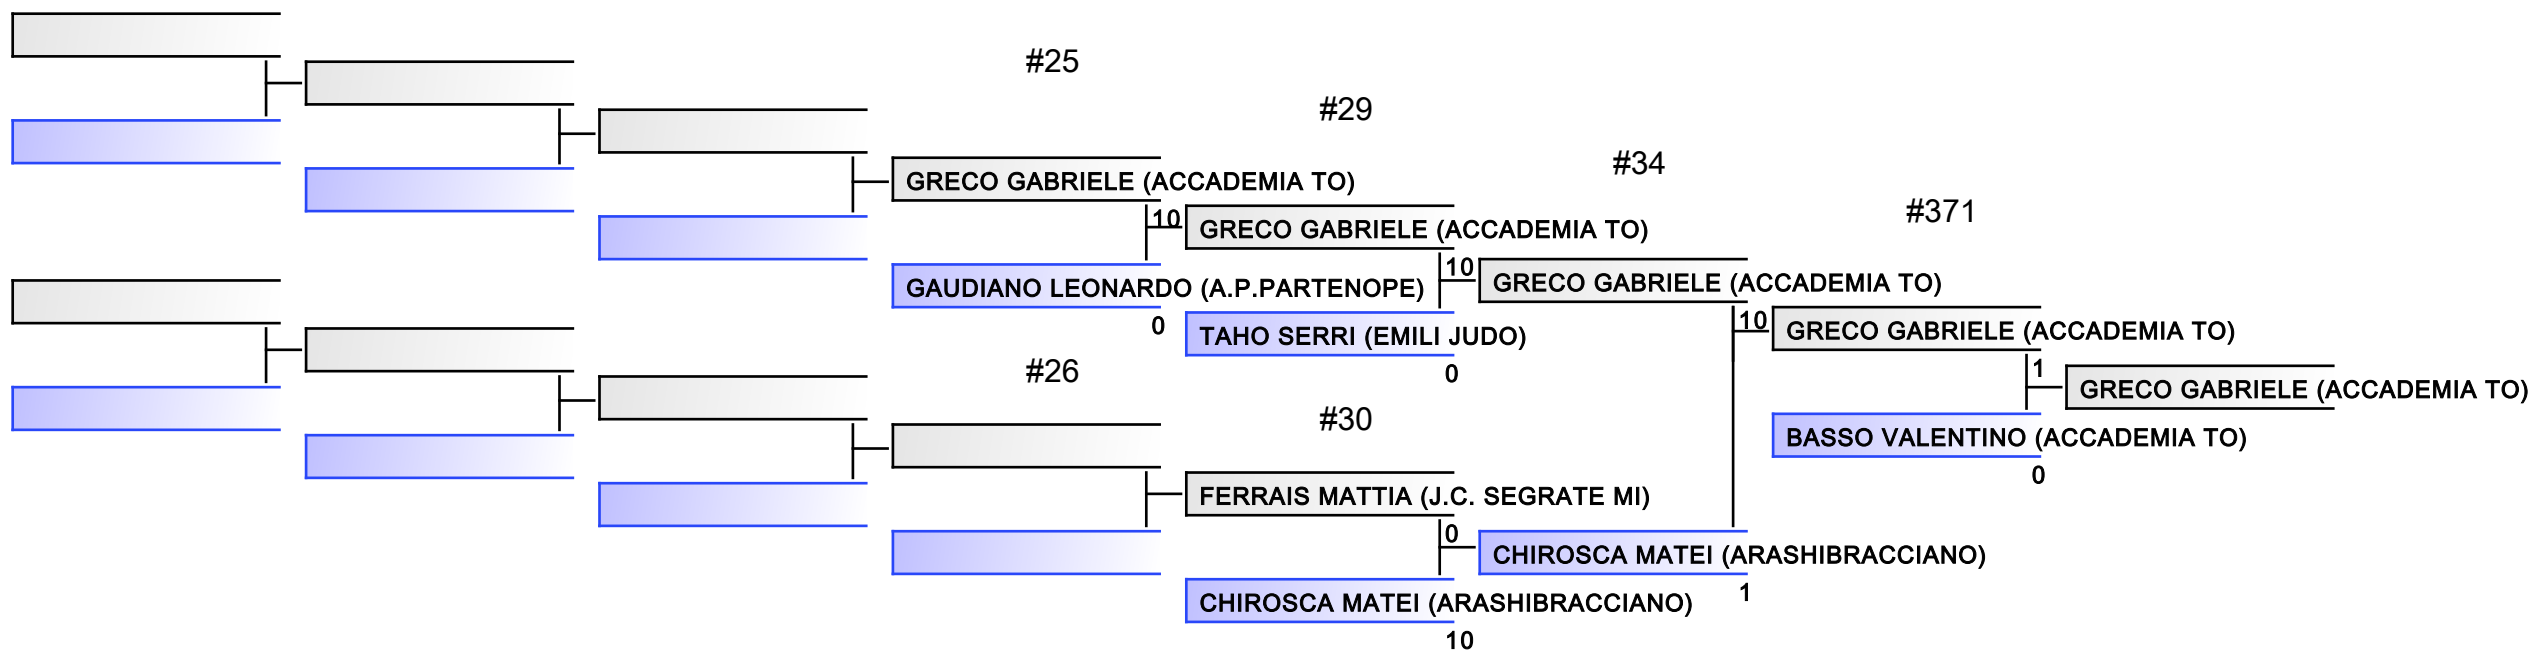 #25
#29
#34
GRECO GABRIELE (ACCADEMIA TO)
#371
10
GRECO GABRIELE (ACCADEMIA TO)
10
GRECO GABRIELE (ACCADEMIA TO)
GAUDIANO LEONARDO (A.P.PARTENOPE)
0
10
GRECO GABRIELE (ACCADEMIA TO)
TAHO SERRI (EMILI JUDO)
0
1
#26
GRECO GABRIELE (ACCADEMIA TO)
#30
BASSO VALENTINO (ACCADEMIA TO)
0
FERRAIS MATTIA (J.C. SEGRATE MI)
0
CHIROSCA MATEI (ARASHIBRACCIANO)
1
CHIROSCA MATEI (ARASHIBRACCIANO)
10